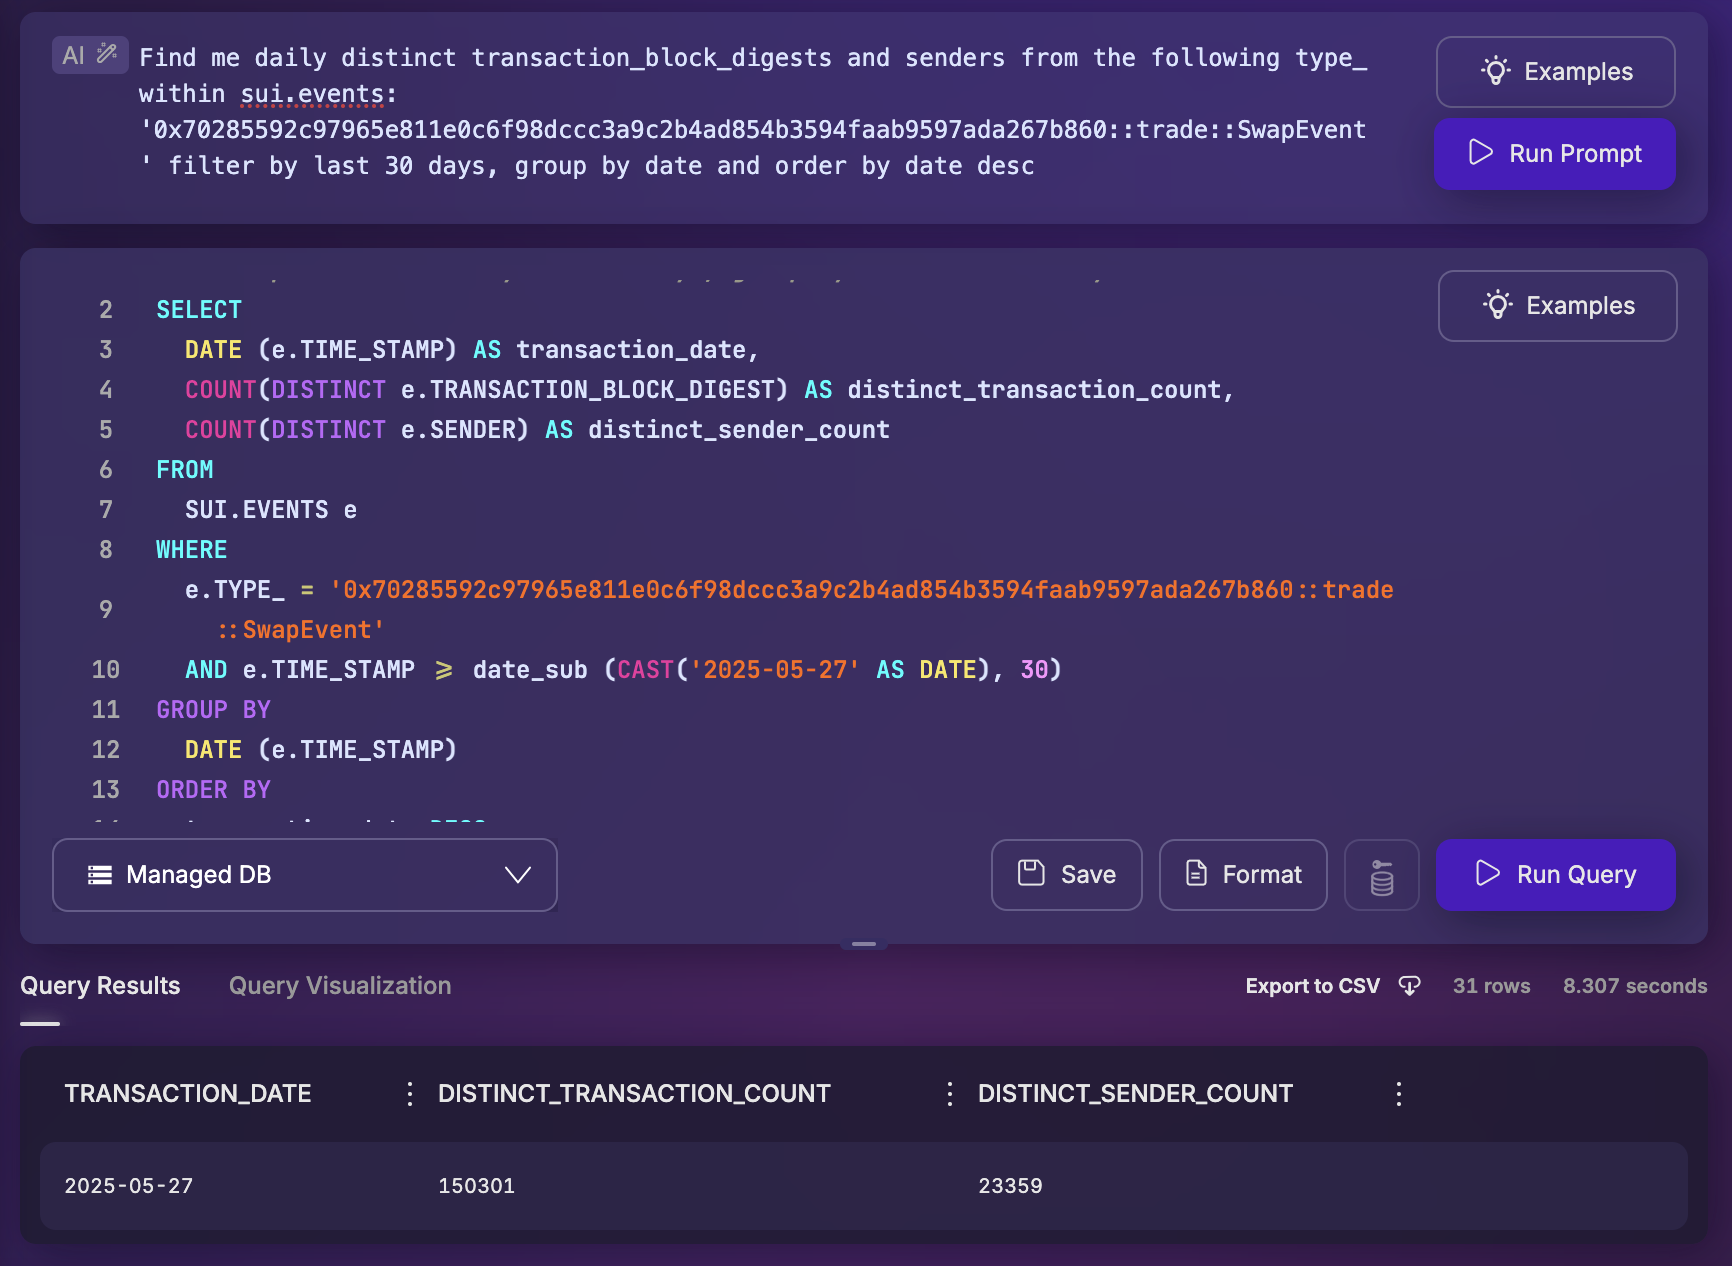 AI
Find me daily distinct transaction_block_digests and senders from the following type_
within sui.events:
'0x70285592c97965e811e0c6f98dccc3a9c2b4ad854b3594faab9597ada267b860::trade::SwapEvent
' filter by last 30 days, group by date and order by date desc
Examples
Run Prompt
Examples
2 SELECT
3 DATE (e.TIME_STAMP) AS transaction_date,
4 COUNT(DISTINCT e.TRANSACTION_BLOCK_DIGEST) AS distinct_transaction_count,
5 COUNT(DISTINCT e.SENDER) AS distinct_sender_count
6 FROM
7 SUI.EVENTS e
8 WHERE
9 e.TYPE_ = '0x70285592c97965e811e0c6f98dccc3a9c2b4ad854b3594faab9597ada267b860::trade
::SwapEvent'
10 AND e.TIME_STAMP >= date_sub (CAST('2025-05-27' AS DATE), 30)
11 GROUP BY
12 DATE (e.TIME_STAMP)
13 ORDER BY
Managed DB
Save
Format
Run Query
Query Results
Query Visualization
Export to CSV
31 rows
8.307 seconds
TRANSACTION_DATE DISTINCT_TRANSACTION_COUNT DISTINCT_SENDER_COUNT
2025-05-27 150301 23359